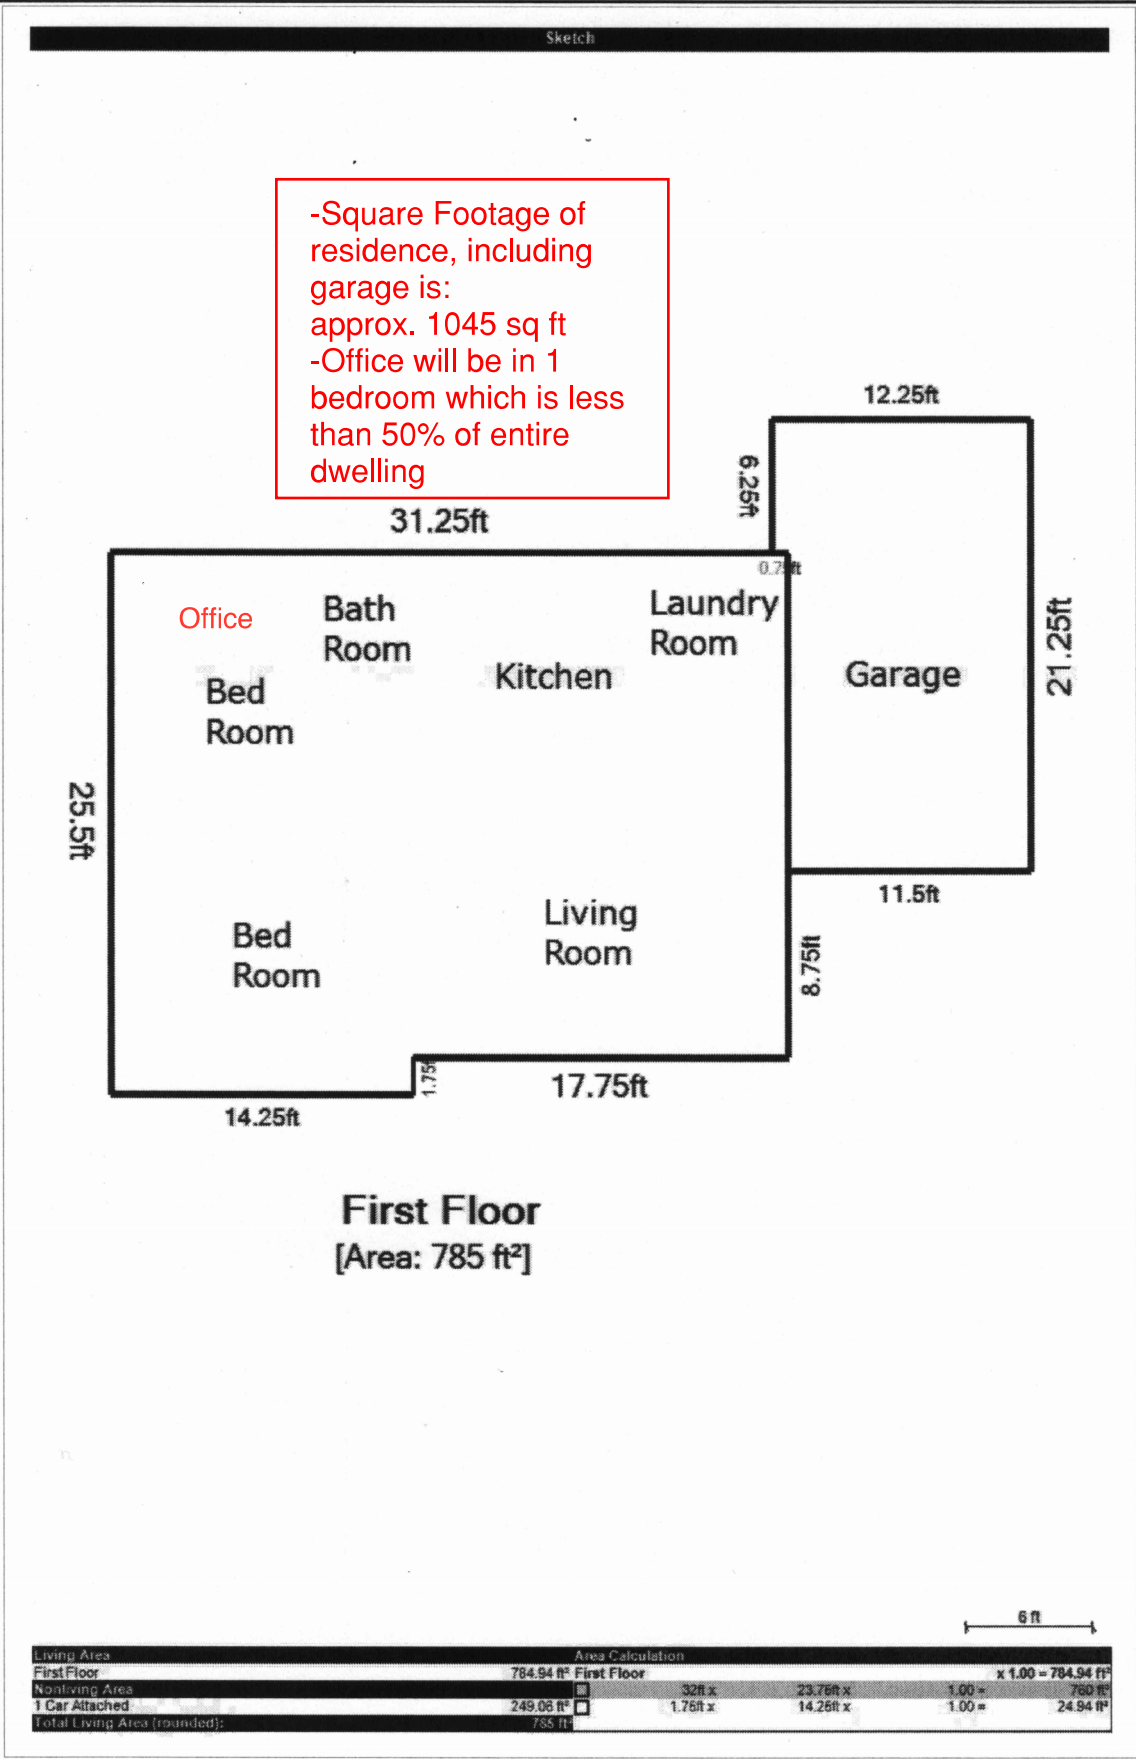 Sketch
-Square Footage of
residence, including
garage is:
approx. 1045 sq ft
-Office will be in 1
bedroom which is less
than 50% of entire
dwelling
12.25ft
6.25ft
31.25ft
0.75ft
Office
Bath
Room
Laundry
Room
Kitchen
Garage
21.25ft
Bed
Room
25.5ft
11.5ft
Living
Room
Bed
Room
8.75ft
1.75ft
17.75ft
14.25ft
First Floor
[Area: 785 ft²]
6 ft
Living Area Area Calculation
First Floor 784.94 ft² First Floor x 1.00 = 784.94 ft²
Nonliving Area 32ft x 23.75ft x 1.00 = 760 ft²
1 Car Attached 249.06 ft² 1.75ft x 14.25ft x 1.00 = 24.94 ft²
Total Living Area (rounded): 785 ft²